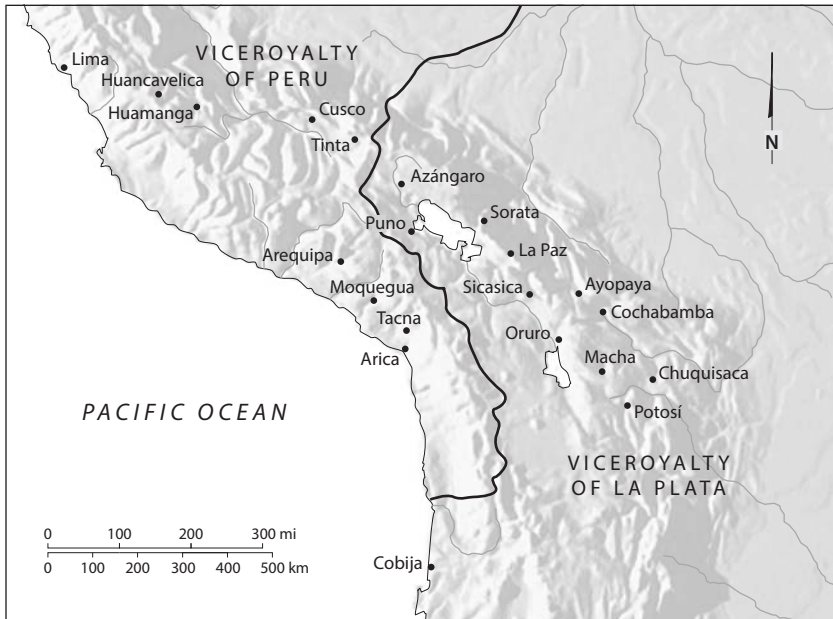 Lima
VICEROYALTY
OF PERU
Huancavelica
Huamanga
Cusco
Tinta
N
Azángaro
Sorata
Puno
La Paz
Arequipa
Moquegua
Sicasica
Ayopaya
Cochabamba
Tacna
Oruro
Arica
Macha
Chuquisaca
Potosí
PACIFIC OCEAN
VICEROYALTY
OF LA PLATA
0 100 200 300 mi
0 100 200 300 400 500 km
Cobija